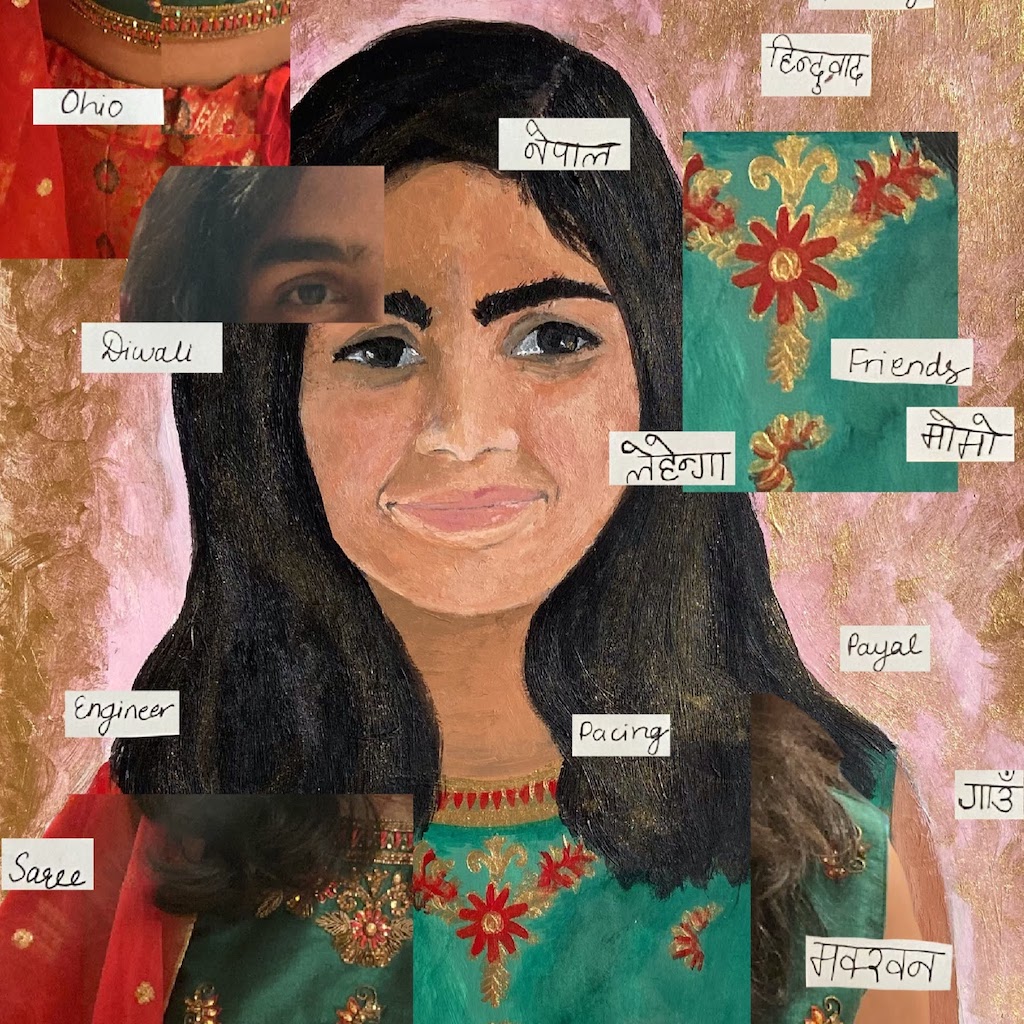 हिन्दुवाद
Ohio
नेपाल
Diwali
Friends
मोमो
लेहेन्गा
Payal
Engineer
Pacing
गाउँ
Saree
मक्खन